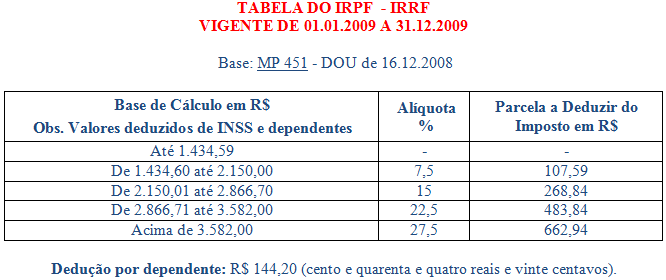 TABELA DO IRPF - IRRF
VIGENTE DE 01.01.2009 A 31.12.2009
Base: MP 451 - DOU de 16.12.2008
Base de Cálculo em R$
Obs. Valores deduzidos de INSS e dependentes
Alíquota
%
Parcela a Deduzir do
Imposto em R$
Até 1.434,59 - -
De 1.434,60 até 2.150,00 7,5 107,59
De 2.150,01 até 2.866,70 15 268,84
De 2.866,71 até 3.582,00 22,5 483,84
Acima de 3.582,00 27,5 662,94
Dedução por dependente: R$ 144,20 (cento e quarenta e quatro reais e vinte centavos).